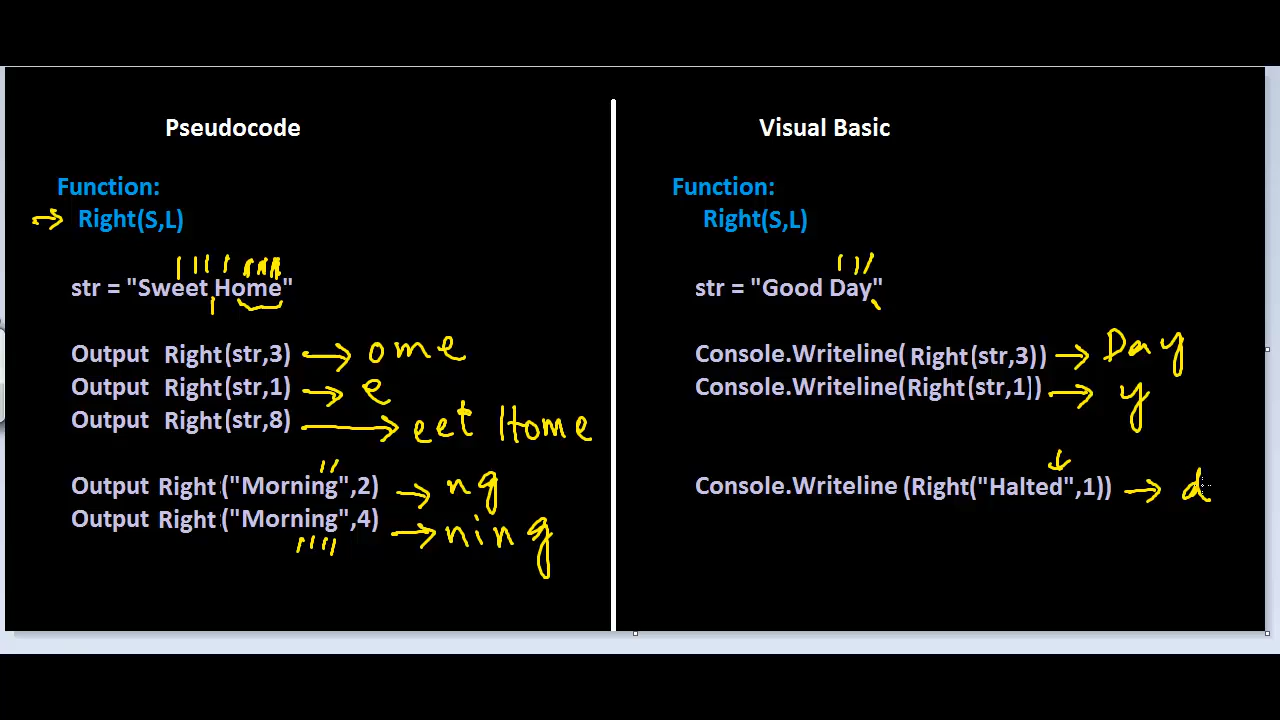 Pseudocode
Function:
Right(S,L)
str = "Sweet Home"
Output Right(str,3) ome
Output Right(str,1) e
Output Right(str,8) eet Home
Output Right ("Morning",2) ng
Output Right ("Morning",4) ning
Visual Basic
Function:
Right(S,L)
str = "Good Day"
Console.Writeline( Right(str,3)) Day
Console.Writeline(Right(str,1)) y
Console.Writeline (Right("Halted",1)) d